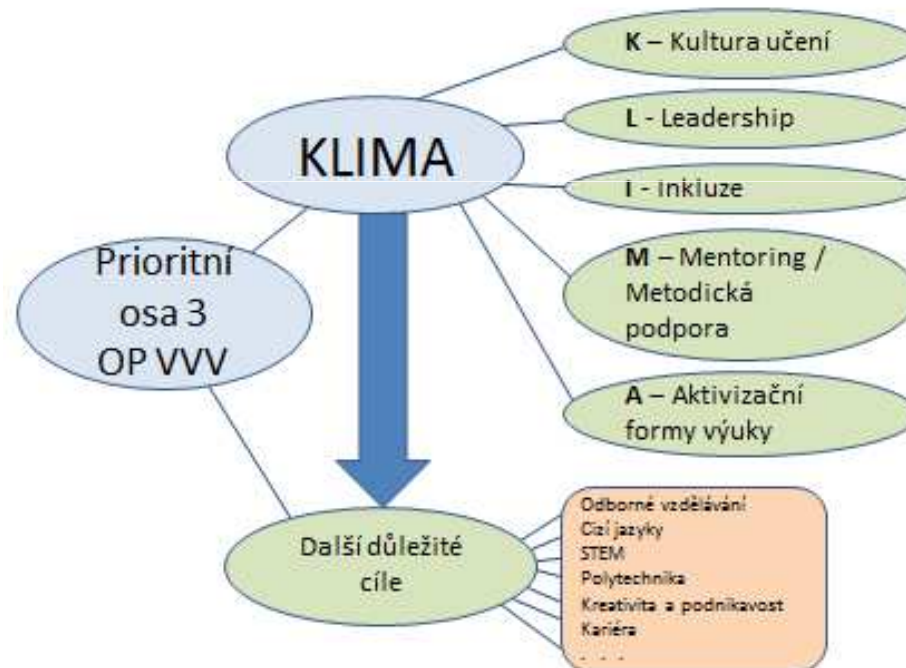 K – Kultura učení
L - Leadership
i - inkluze
M – Mentoring /
Metodická
podpora
A – Aktivizační
formy výuky
KLIMA
Prioritní
osa 3
OP VVV
Další důležité
cíle
Odborné vzdělávání
Cizí jazyky
STEM
Polytechnika
Kreativita a podnikavost
Kariéra
. . .